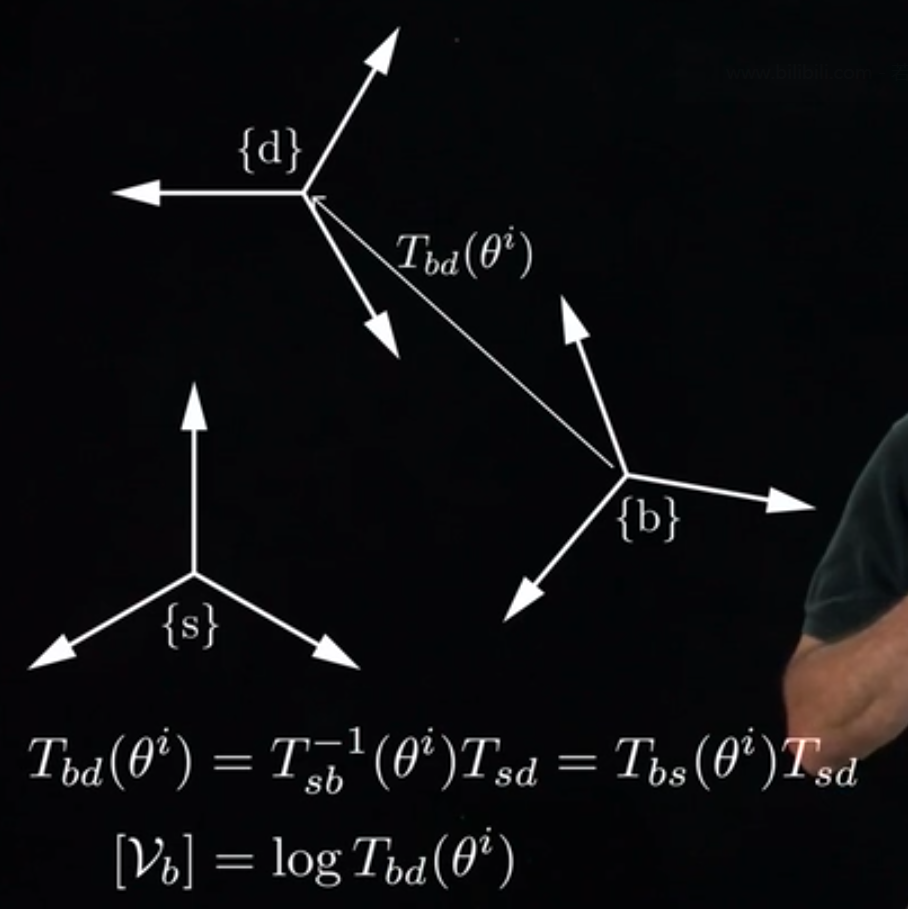 {d}
T_{bd}(θ^i)
{b}
{s}
T_{bd}(θ^i) = T_{sb}^{-1}(θ^i)T_{sd} = T_{bs}(θ^i)T_{sd}
[𝒱_b] = log T_{bd}(θ^i)